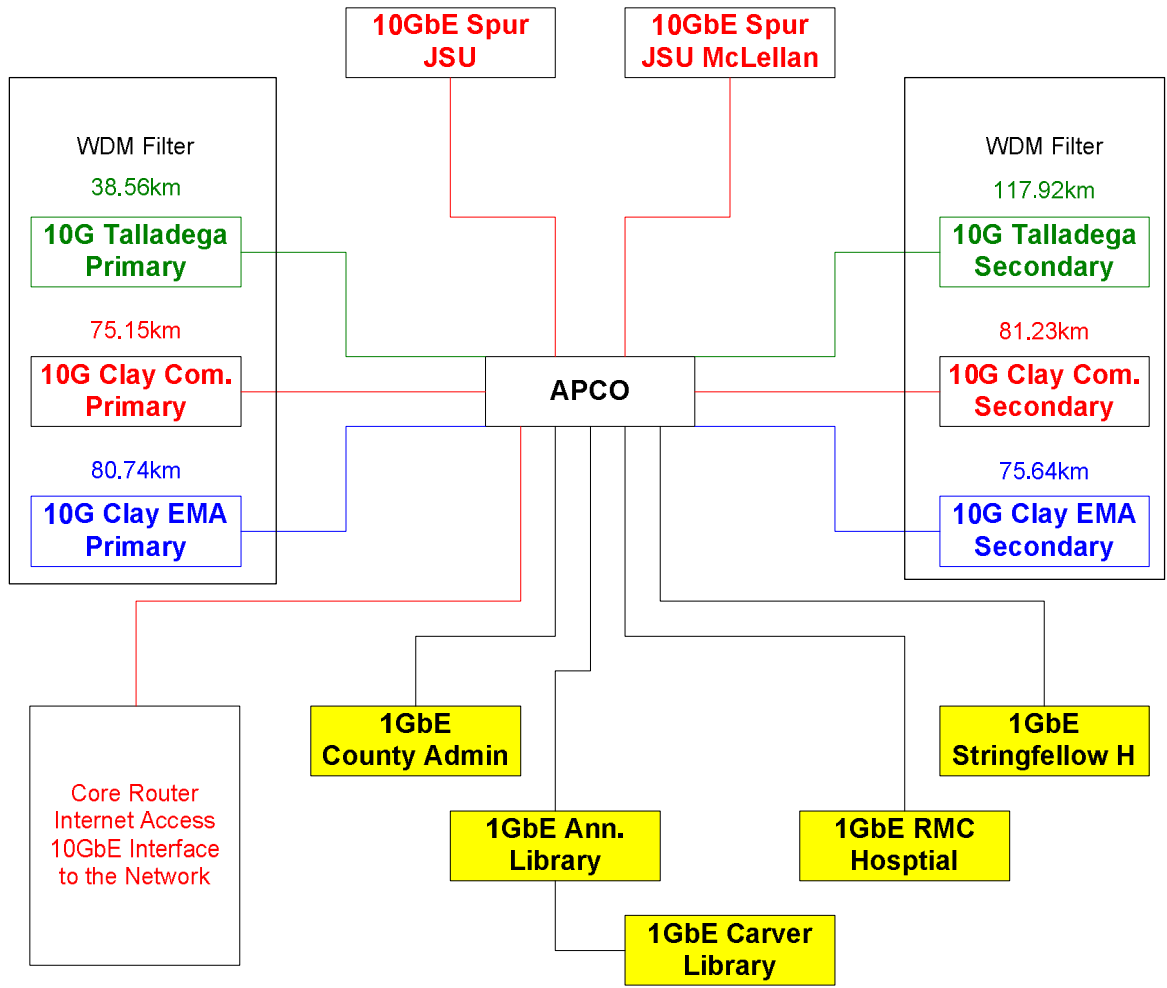 10GbE Spur
JSU
10GbE Spur
JSU McLellan
WDM Filter
38.56km
10G Talladega
Primary
75.15km
10G Clay Com.
Primary
80.74km
10G Clay EMA
Primary
APCO
WDM Filter
117.92km
10G Talladega
Secondary
81.23km
10G Clay Com.
Secondary
75.64km
10G Clay EMA
Secondary
Core Router
Internet Access
10GbE Interface
to the Network
1GbE
County Admin
1GbE Ann.
Library
1GbE Carver
Library
1GbE RMC
Hosptial
1GbE
Stringfellow H